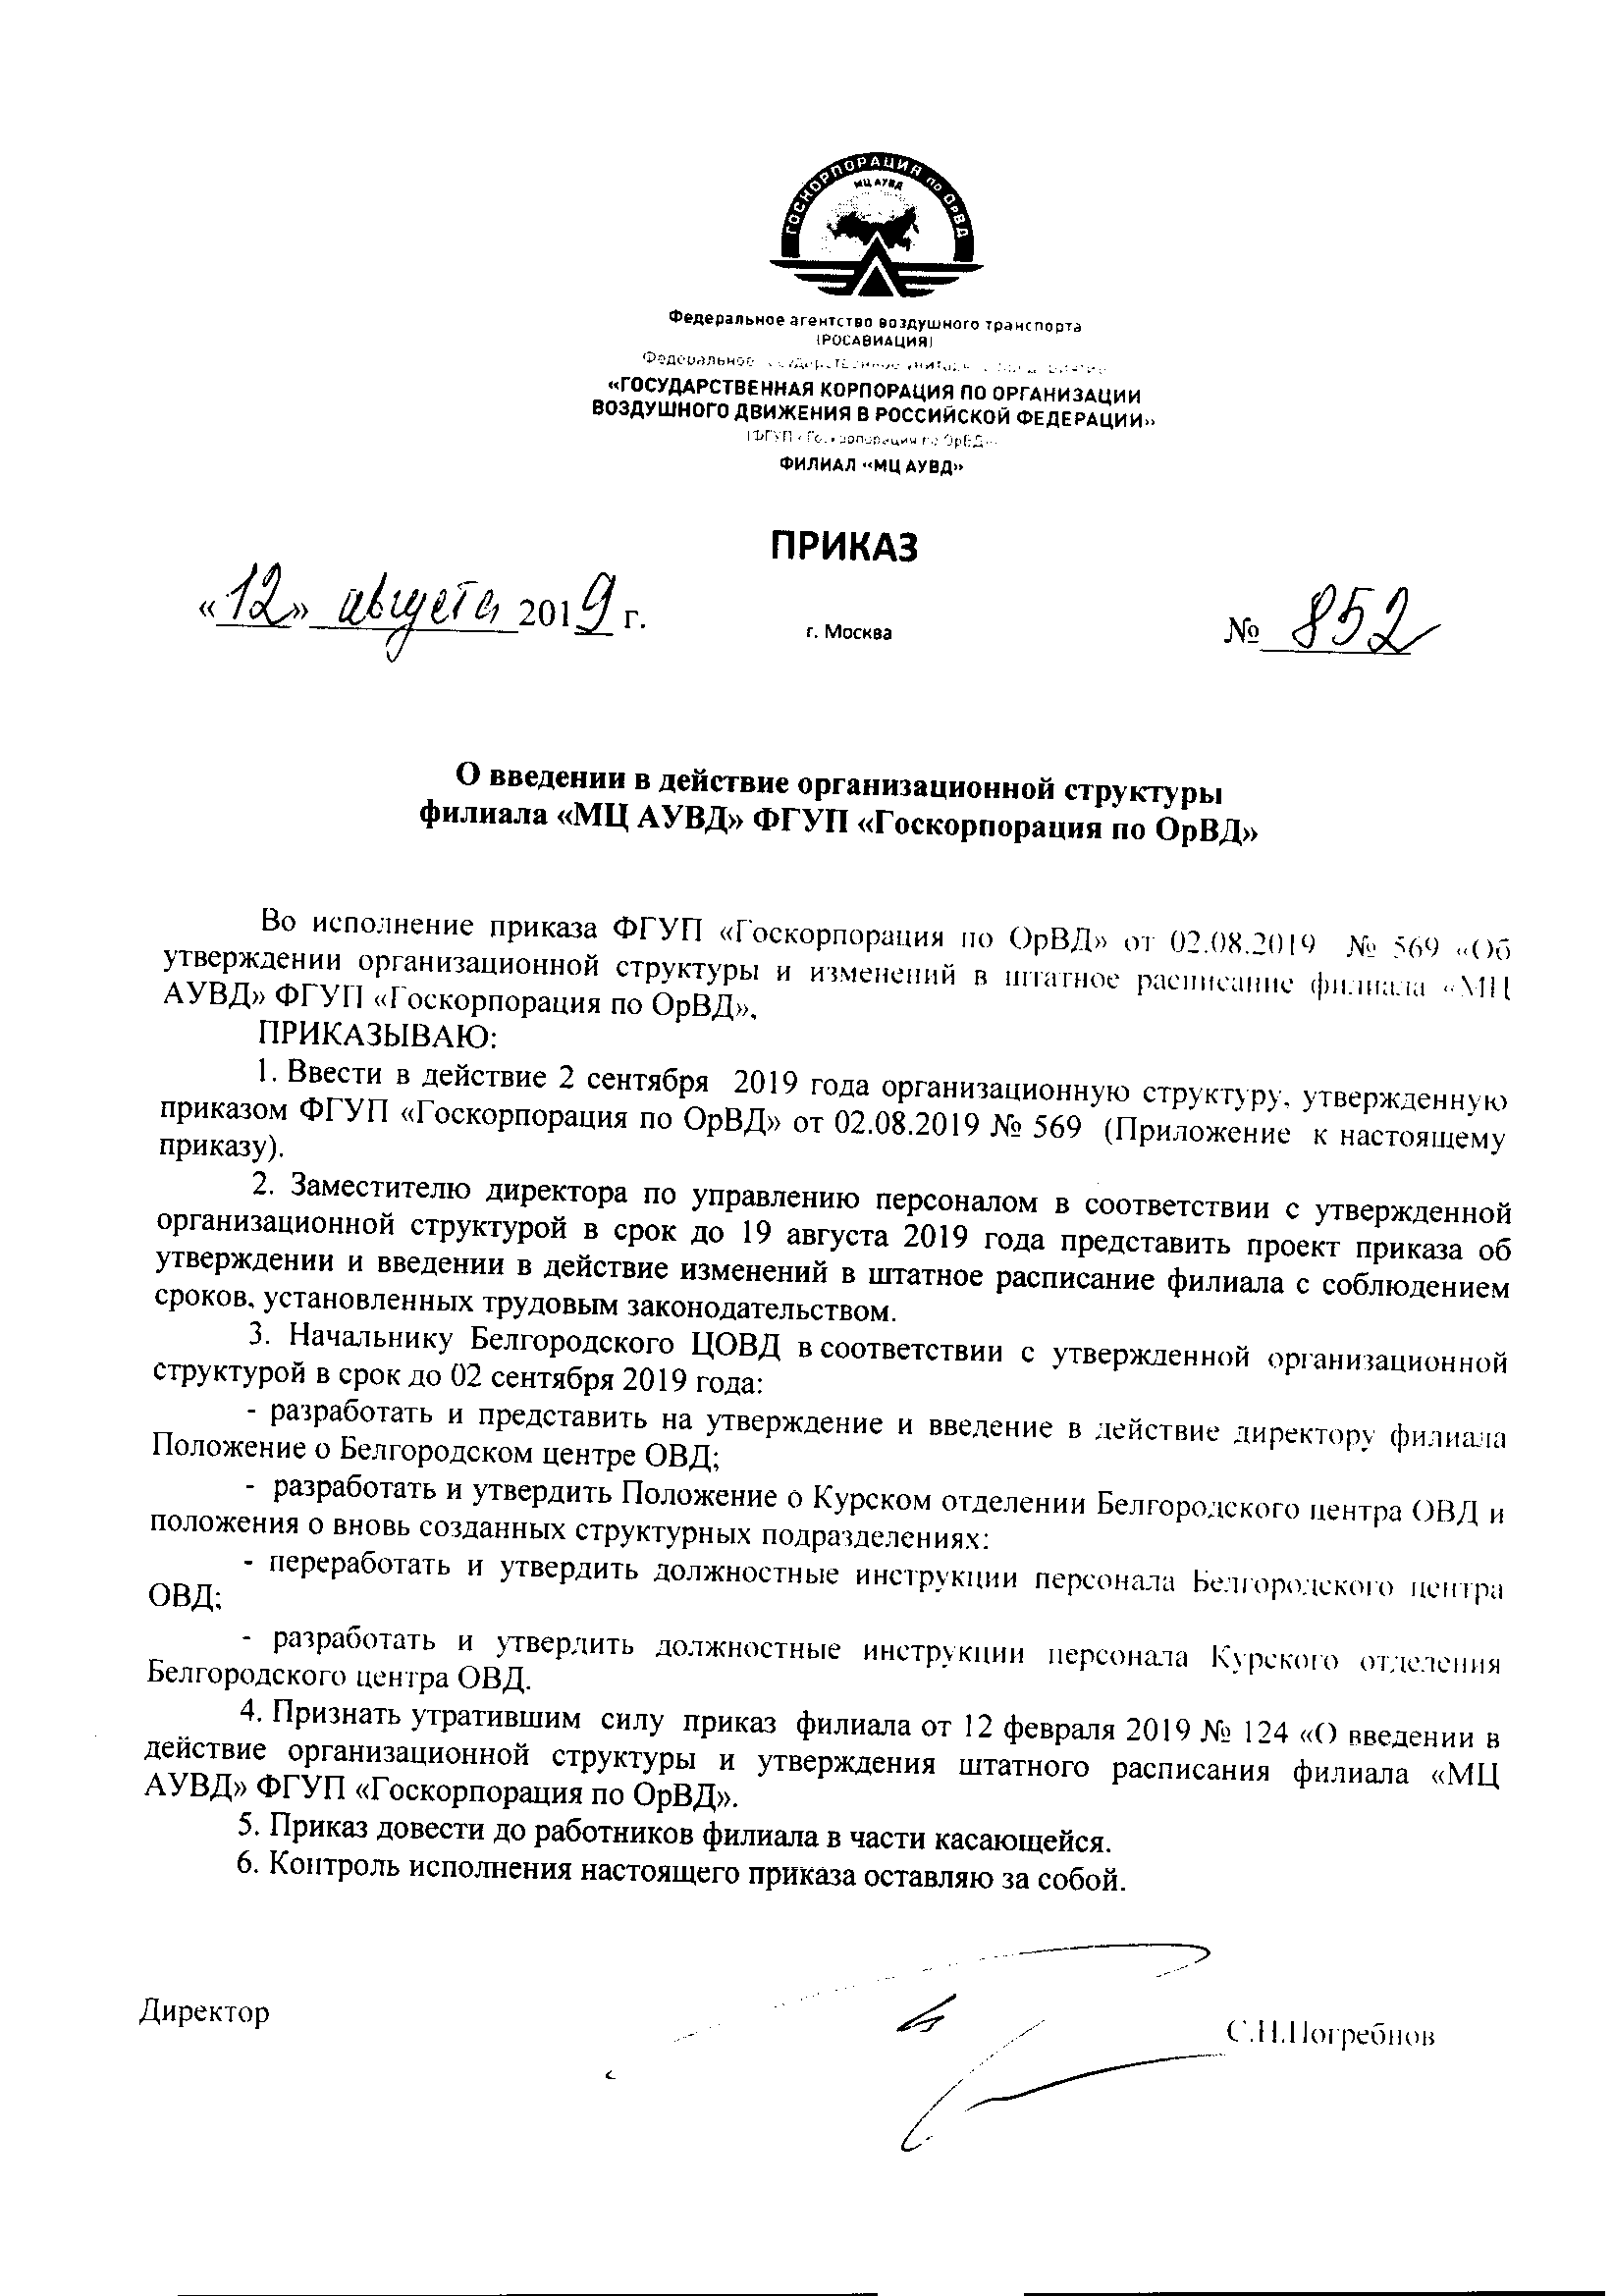 ГОСКОРПОРАЦИЯ по ОрВД
МЦ АУВД
Федеральное агентство воздушного транспорта
(РОСАВИАЦИЯ)
Федеральное государственное
«ГОСУДАРСТВЕННАЯ КОРПОРАЦИЯ ПО ОРГАНИЗАЦИИ
ВОЗДУШНОГО ДВИЖЕНИЯ В РОССИЙСКОЙ ФЕДЕРАЦИИ»
(ФГУП «Госкорпорация по ОрВД»)
ФИЛИАЛ «МЦ АУВД»
ПРИКАЗ
«12» августа 2019 г.
г. Москва
№ 852
О введении в действие организационной структуры
филиала «МЦ АУВД» ФГУП «Госкорпорация по ОрВД»
Во исполнение приказа ФГУП «Госкорпорация по ОрВД» от 02.08.2019 № 569 «Об
утверждении организационной структуры и изменений в штатное расписание филиала «МЦ
АУВД» ФГУП «Госкорпорация по ОрВД»,
ПРИКАЗЫВАЮ:
1. Ввести в действие 2 сентября 2019 года организационную структуру, утвержденную
приказом ФГУП «Госкорпорация по ОрВД» от 02.08.2019 № 569 (Приложение к настоящему
приказу).
2. Заместителю директора по управлению персоналом в соответствии с утвержденной
организационной структурой в срок до 19 августа 2019 года представить проект приказа об
утверждении и введении в действие изменений в штатное расписание филиала с соблюдением
сроков, установленных трудовым законодательством.
3. Начальнику Белгородского ЦОВД в соответствии с утвержденной организационной
структурой в срок до 02 сентября 2019 года:
- разработать и представить на утверждение и введение в действие директору филиала
Положение о Белгородском центре ОВД;
- разработать и утвердить Положение о Курском отделении Белгородского центра ОВД и
положения о вновь созданных структурных подразделениях:
- переработать и утвердить должностные инструкции персонала Белгородского центра
ОВД;
- разработать и утвердить должностные инструкции персонала Курского отделения
Белгородского центра ОВД.
4. Признать утратившим силу приказ филиала от 12 февраля 2019 № 124 «О введении в
действие организационной структуры и утверждения штатного расписания филиала «МЦ
АУВД» ФГУП «Госкорпорация по ОрВД».
5. Приказ довести до работников филиала в части касающейся.
6. Контроль исполнения настоящего приказа оставляю за собой.
Директор
С.Н.Погребнов